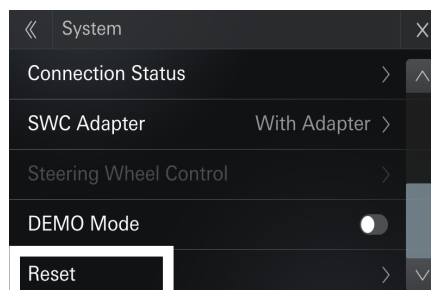 System
Connection Status
SWC Adapter
With Adapter
Steering Wheel Control
DEMO Mode
Reset